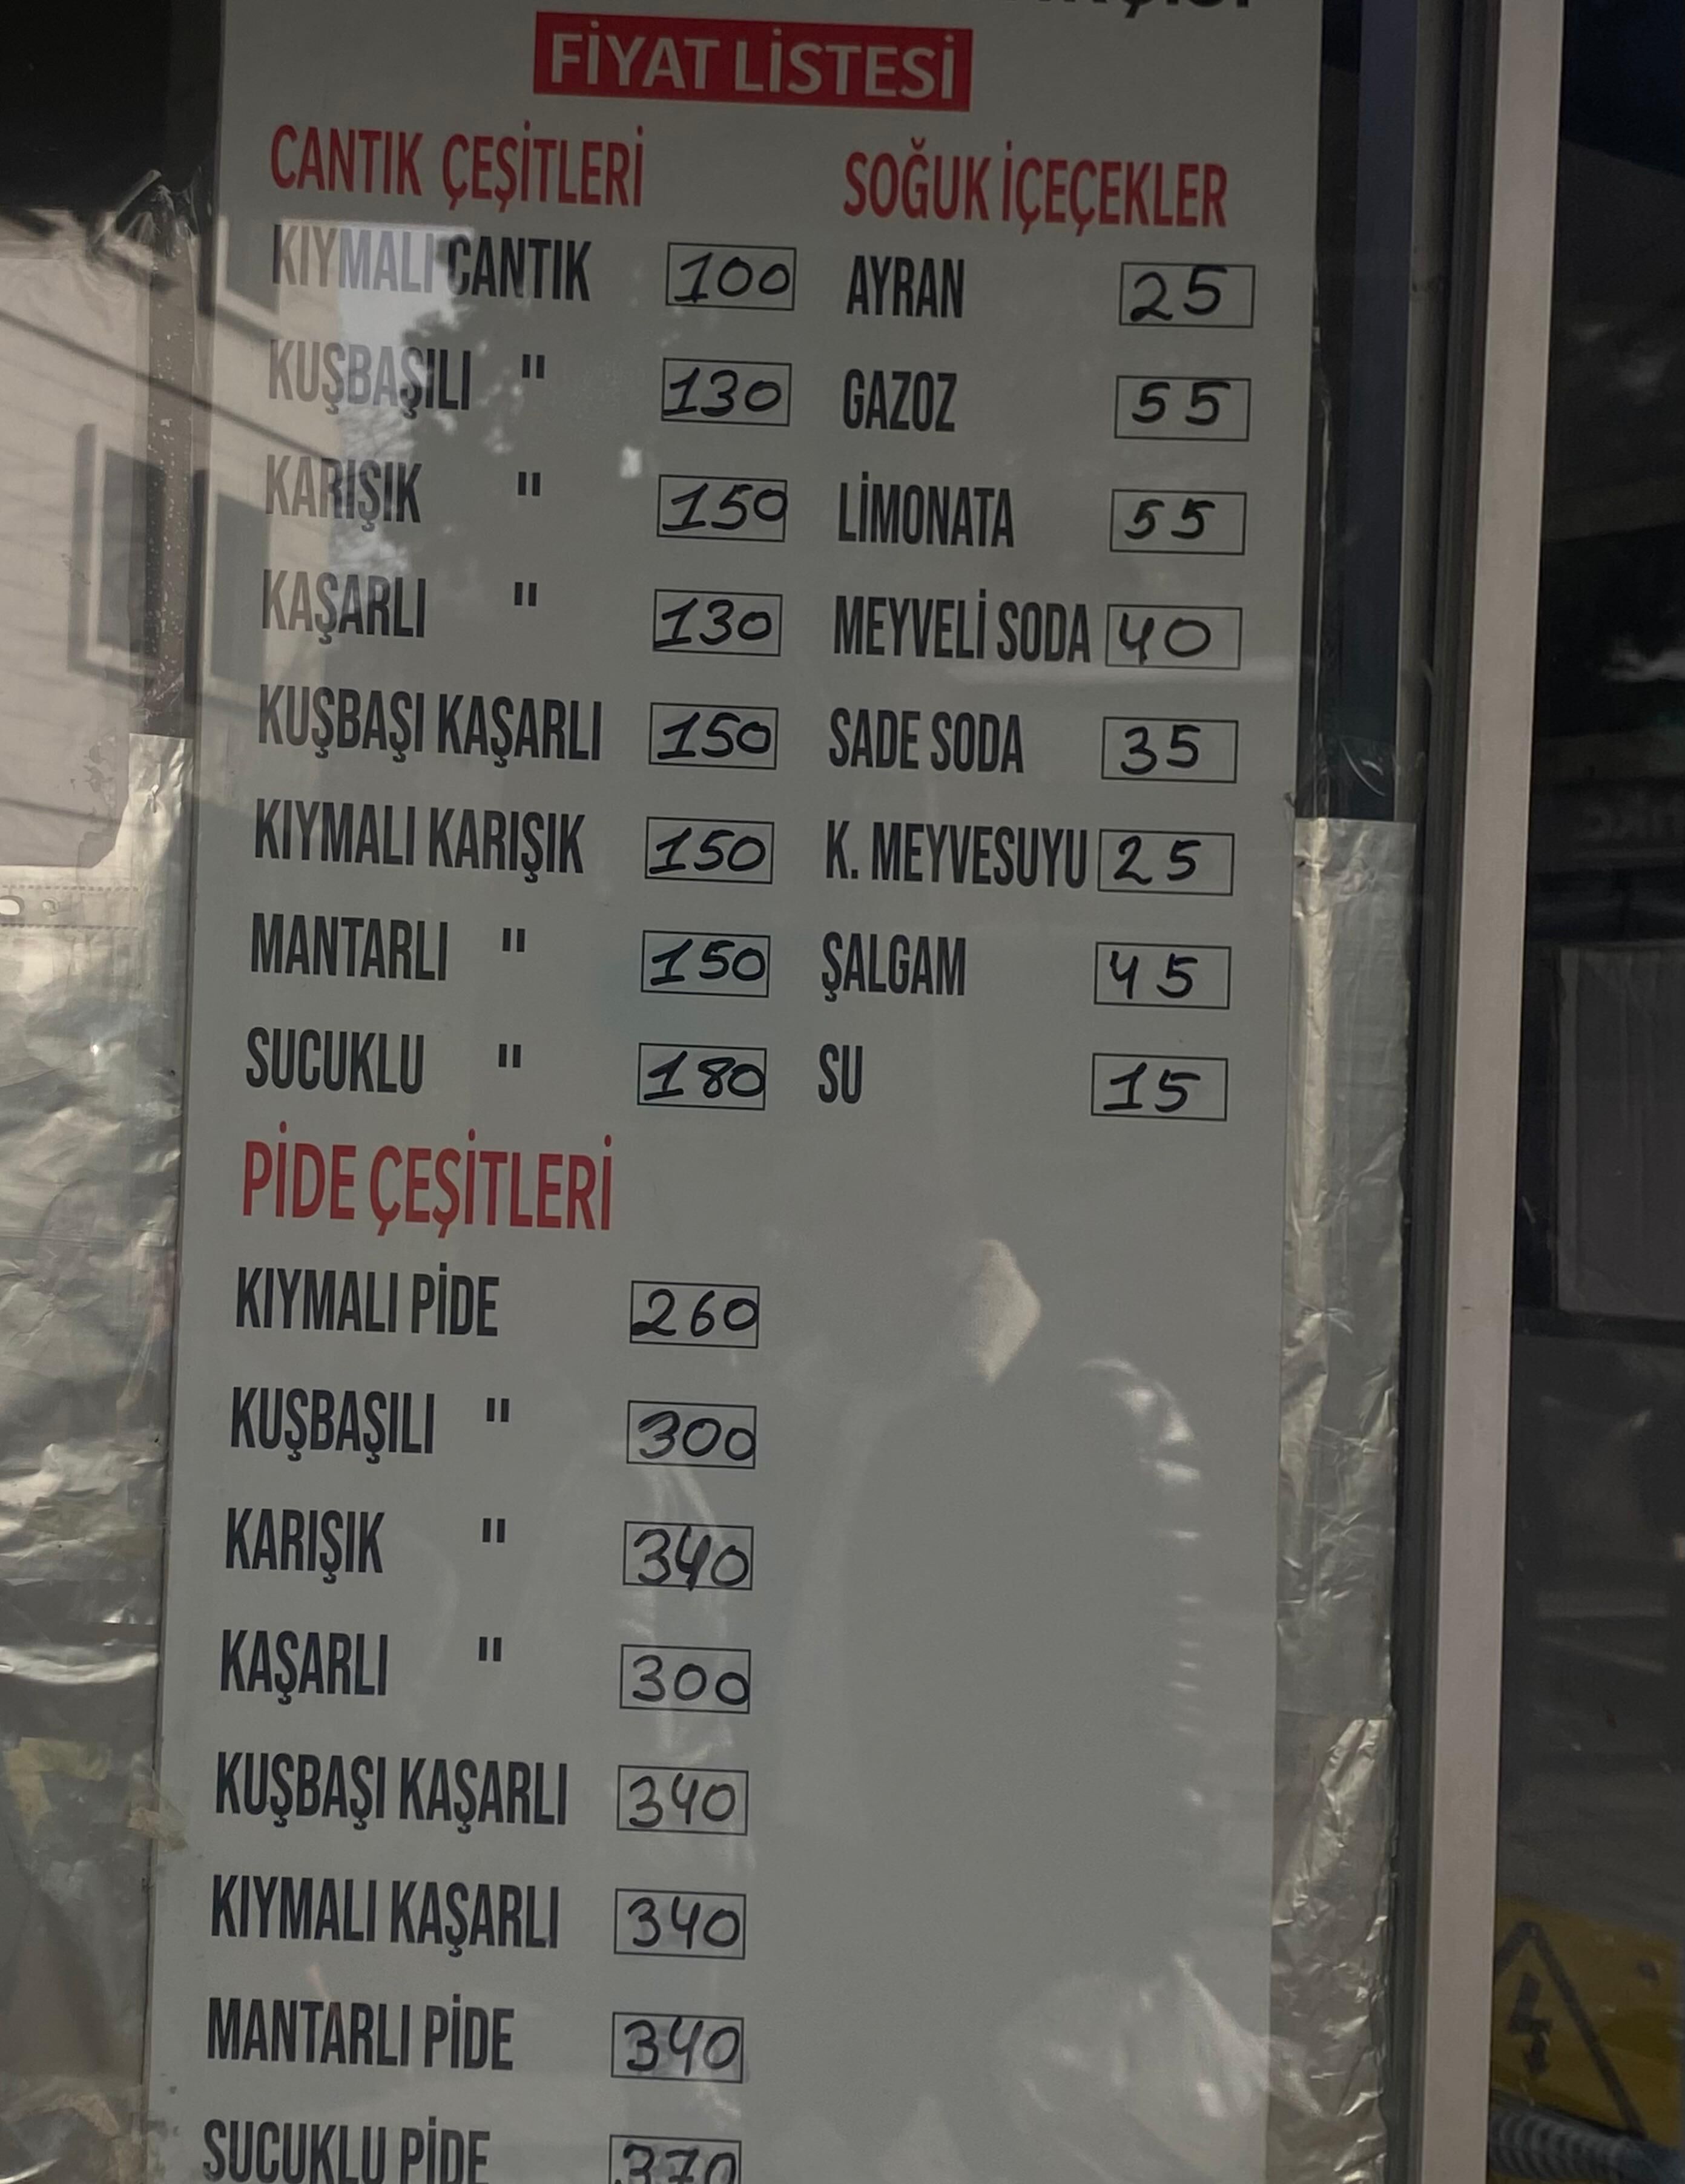 FİYAT LİSTESİ
CANTIK ÇEŞİTLERİ
KIYMALI CANTIK 100
KUŞBAŞILI " 130
KARIŞIK " 150
KAŞARLI " 130
KUŞBAŞI KAŞARLI 150
KIYMALI KARIŞIK 150
MANTARLI " 150
SUCUKLU " 180
PİDE ÇEŞİTLERİ
KIYMALI PİDE 260
KUŞBAŞILI " 300
KARIŞIK " 340
KAŞARLI " 300
KUŞBAŞI KAŞARLI 340
KIYMALI KAŞARLI 340
MANTARLI PİDE 340
SUCUKLU PİDE 370
SOĞUK İÇEÇEKLER
AYRAN 25
GAZOZ 55
LİMONATA 55
MEYVELİ SODA 40
SADE SODA 35
K. MEYVESUYU 25
ŞALGAM 45
SU 15